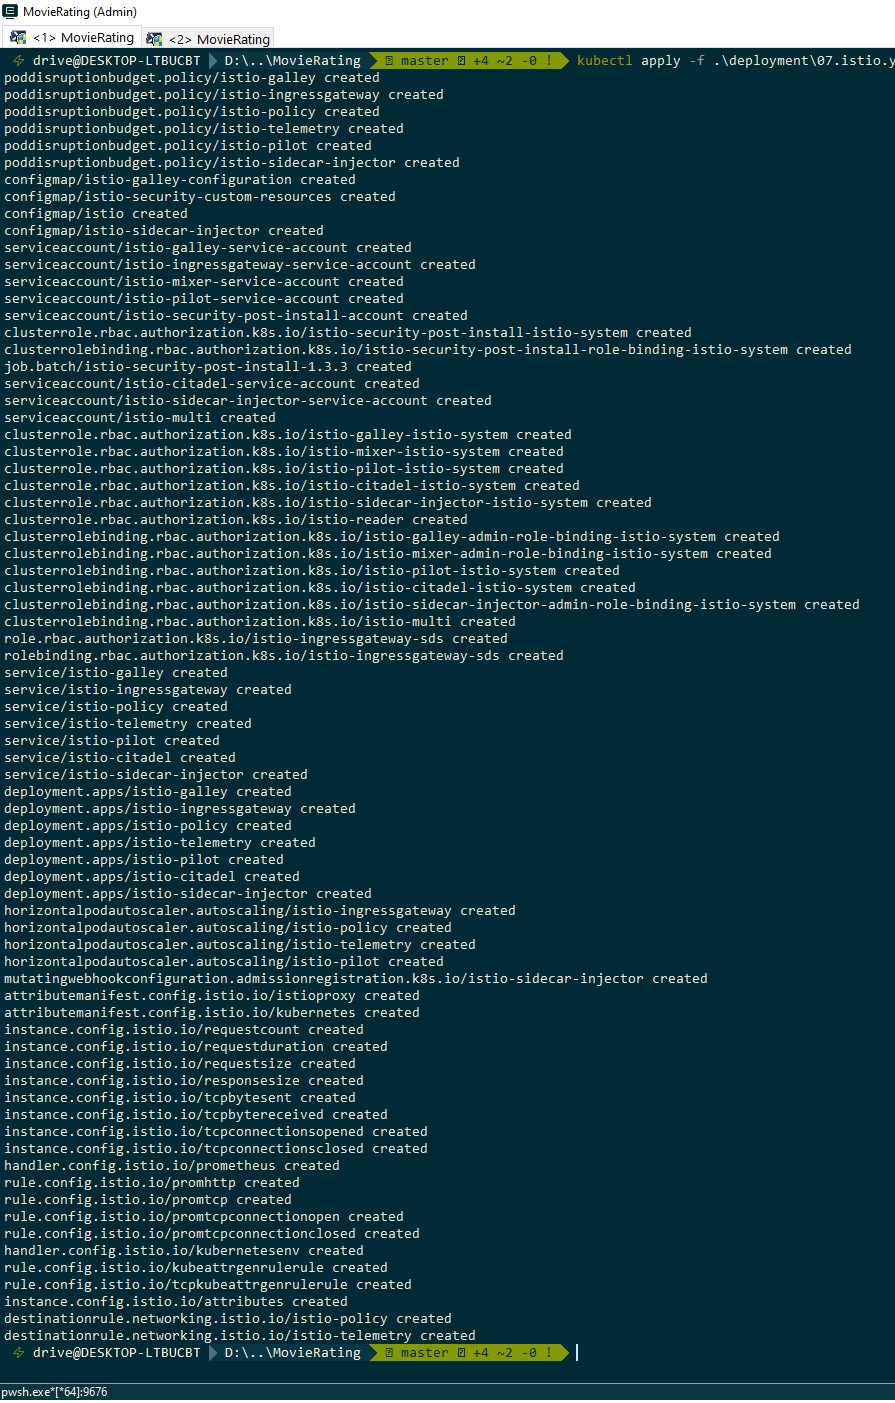 MovieRating (Admin)
<1> MovieRating <2> MovieRating
drive@DESKTOP-LTBUCBT D:\..\MovieRating master +4 ~2 -0 ! kubectl apply -f .\deployment\07.istio.y
poddisruptionbudget.policy/istio-galley created
poddisruptionbudget.policy/istio-ingressgateway created
poddisruptionbudget.policy/istio-policy created
poddisruptionbudget.policy/istio-telemetry created
poddisruptionbudget.policy/istio-pilot created
poddisruptionbudget.policy/istio-sidecar-injector created
configmap/istio-galley-configuration created
configmap/istio-security-custom-resources created
configmap/istio created
configmap/istio-sidecar-injector created
serviceaccount/istio-galley-service-account created
serviceaccount/istio-ingressgateway-service-account created
serviceaccount/istio-mixer-service-account created
serviceaccount/istio-pilot-service-account created
serviceaccount/istio-security-post-install-account created
clusterrole.rbac.authorization.k8s.io/istio-security-post-install-istio-system created
clusterrolebinding.rbac.authorization.k8s.io/istio-security-post-install-role-binding-istio-system created
job.batch/istio-security-post-install-1.3.3 created
serviceaccount/istio-citadel-service-account created
serviceaccount/istio-sidecar-injector-service-account created
serviceaccount/istio-multi created
clusterrole.rbac.authorization.k8s.io/istio-galley-istio-system created
clusterrole.rbac.authorization.k8s.io/istio-mixer-istio-system created
clusterrole.rbac.authorization.k8s.io/istio-pilot-istio-system created
clusterrole.rbac.authorization.k8s.io/istio-citadel-istio-system created
clusterrole.rbac.authorization.k8s.io/istio-sidecar-injector-istio-system created
clusterrole.rbac.authorization.k8s.io/istio-reader created
clusterrolebinding.rbac.authorization.k8s.io/istio-galley-admin-role-binding-istio-system created
clusterrolebinding.rbac.authorization.k8s.io/istio-mixer-admin-role-binding-istio-system created
clusterrolebinding.rbac.authorization.k8s.io/istio-pilot-istio-system created
clusterrolebinding.rbac.authorization.k8s.io/istio-citadel-istio-system created
clusterrolebinding.rbac.authorization.k8s.io/istio-sidecar-injector-admin-role-binding-istio-system created
clusterrolebinding.rbac.authorization.k8s.io/istio-multi created
role.rbac.authorization.k8s.io/istio-ingressgateway-sds created
rolebinding.rbac.authorization.k8s.io/istio-ingressgateway-sds created
service/istio-galley created
service/istio-ingressgateway created
service/istio-policy created
service/istio-telemetry created
service/istio-pilot created
service/istio-citadel created
service/istio-sidecar-injector created
deployment.apps/istio-galley created
deployment.apps/istio-ingressgateway created
deployment.apps/istio-policy created
deployment.apps/istio-telemetry created
deployment.apps/istio-pilot created
deployment.apps/istio-citadel created
deployment.apps/istio-sidecar-injector created
horizontalpodautoscaler.autoscaling/istio-ingressgateway created
horizontalpodautoscaler.autoscaling/istio-policy created
horizontalpodautoscaler.autoscaling/istio-telemetry created
horizontalpodautoscaler.autoscaling/istio-pilot created
mutatingwebhookconfiguration.admissionregistration.k8s.io/istio-sidecar-injector created
attributemanifest.config.istio.io/istioproxy created
attributemanifest.config.istio.io/kubernetes created
instance.config.istio.io/requestcount created
instance.config.istio.io/requestduration created
instance.config.istio.io/requestsize created
instance.config.istio.io/responsesize created
instance.config.istio.io/tcpbytesent created
instance.config.istio.io/tcpbytereceived created
instance.config.istio.io/tcpconnectionsopened created
instance.config.istio.io/tcpconnectionsclosed created
handler.config.istio.io/prometheus created
rule.config.istio.io/promhttp created
rule.config.istio.io/promtcp created
rule.config.istio.io/promtcpconnectionopen created
rule.config.istio.io/promtcpconnectionclosed created
handler.config.istio.io/kubernetesenv created
rule.config.istio.io/kubeattrgenrulerule created
rule.config.istio.io/tcpkubeattrgenrulerule created
instance.config.istio.io/attributes created
destinationrule.networking.istio.io/istio-policy created
destinationrule.networking.istio.io/istio-telemetry created
drive@DESKTOP-LTBUCBT D:\..\MovieRating master +4 ~2 -0 !
pwsh.exe*[*64]:9676